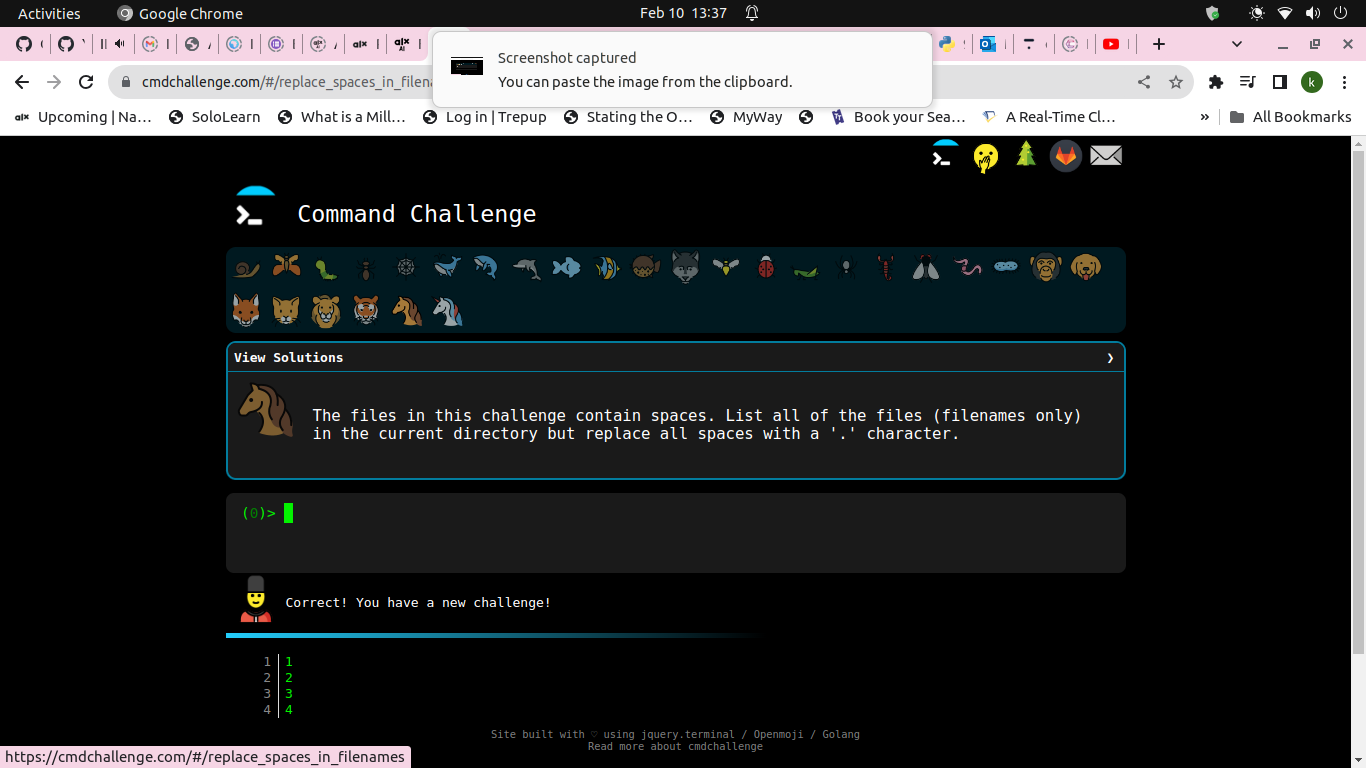 Activities
Google Chrome
Feb 10 13:37
Screenshot captured
You can paste the image from the clipboard.
cmdchallenge.com/#/replace_spaces_in_filena
k
Upcoming | Na…
SoloLearn
What is a Mill…
Log in | Trepup
Stating the O…
MyWay
Book your Sea…
A Real-Time Cl…
»
All Bookmarks
Command Challenge
View Solutions
The files in this challenge contain spaces. List all of the files (filenames only)
in the current directory but replace all spaces with a '.' character.
(0)>
Correct! You have a new challenge!
1 1
2 2
3 3
4 4
Site built with ♡ using jquery.terminal / Openmoji / Golang
Read more about cmdchallenge
https://cmdchallenge.com/#/replace_spaces_in_filenames